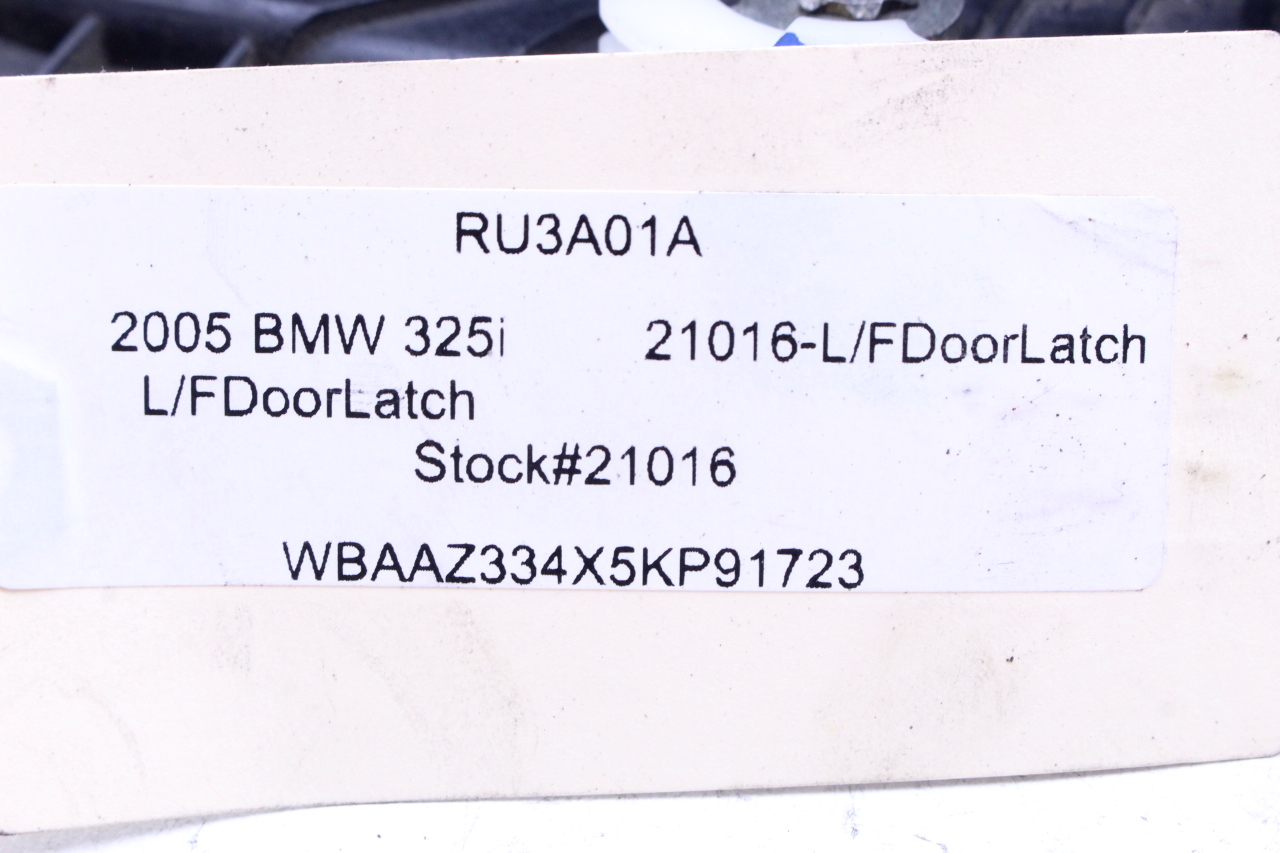 RU3A01A
2005 BMW 325i 21016-L/FDoorLatch
L/FDoorLatch
Stock#21016
WBAAZ334X5KP91723